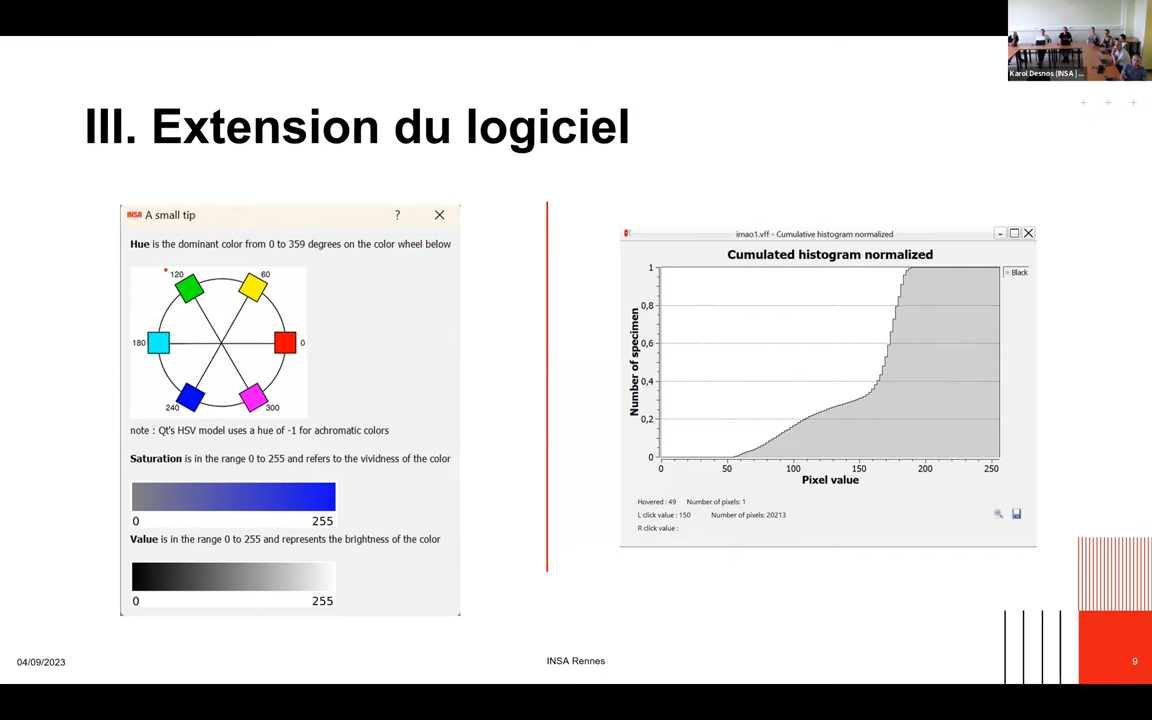 Karol Desnos (INSA | ...
III. Extension du logiciel
INSA A small tip
?
Hue is the dominant color from 0 to 359 degrees on the color wheel below
120
60
180
0
240
300
note : Qt's HSV model uses a hue of -1 for achromatic colors
Saturation is in the range 0 to 255 and refers to the vividness of the color
0 255
Value is in the range 0 to 255 and represents the brightness of the color
0 255
imao1.vff - Cumulative histogram normalized
Cumulated histogram normalized
Black
Number of specimen
1
0,8
0,6
0,4
0,2
0
0 50 100 150 200 250
Pixel value
Hovered : 49 Number of pixels: 1
L click value : 150 Number of pixels: 20213
R click value :
04/09/2023
INSA Rennes
9